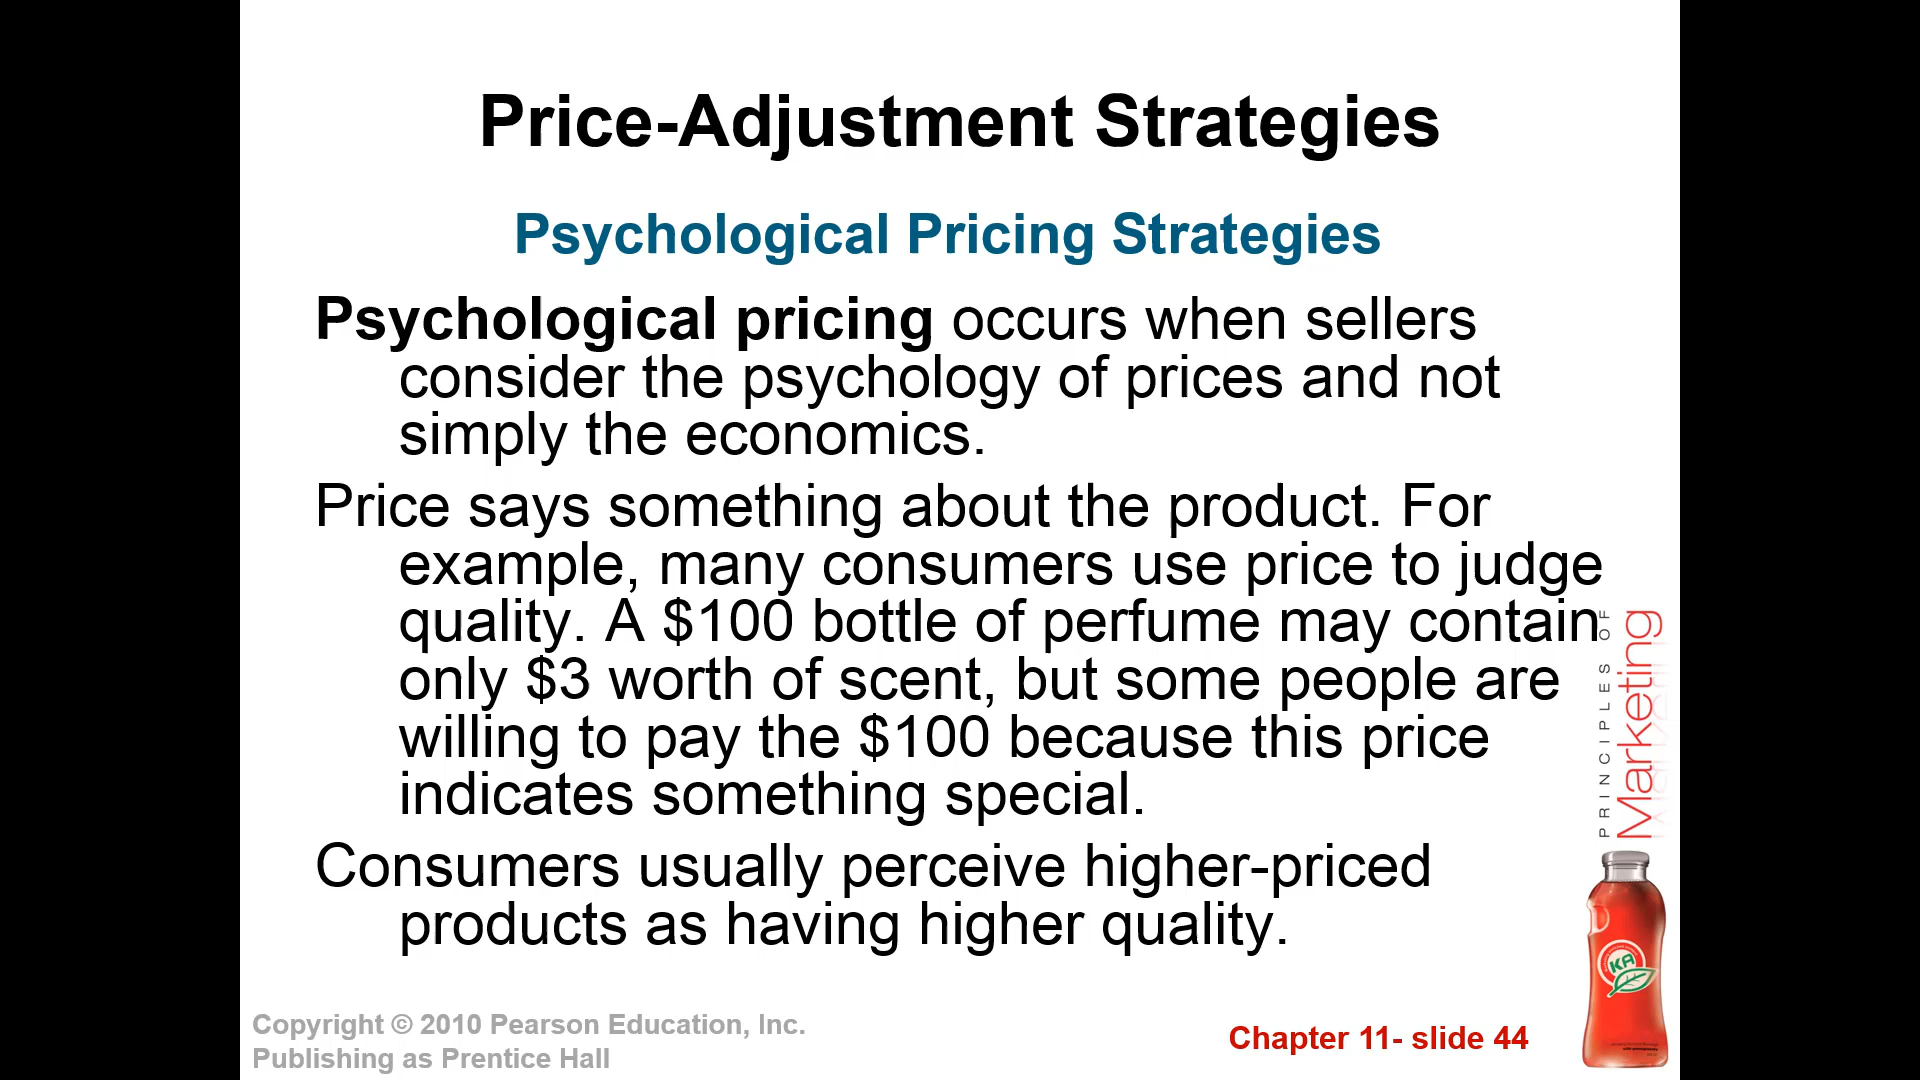 Price-Adjustment Strategies
Psychological Pricing Strategies
Psychological pricing occurs when sellers
consider the psychology of prices and not
simply the economics.
Price says something about the product. For
example, many consumers use price to judge
quality. A $100 bottle of perfume may contain
only $3 worth of scent, but some people are
willing to pay the $100 because this price
indicates something special.
Consumers usually perceive higher-priced
products as having higher quality.
PRINCIPLES OF
Marketing
KA
Copyright © 2010 Pearson Education, Inc.
Publishing as Prentice Hall
Chapter 11- slide 44